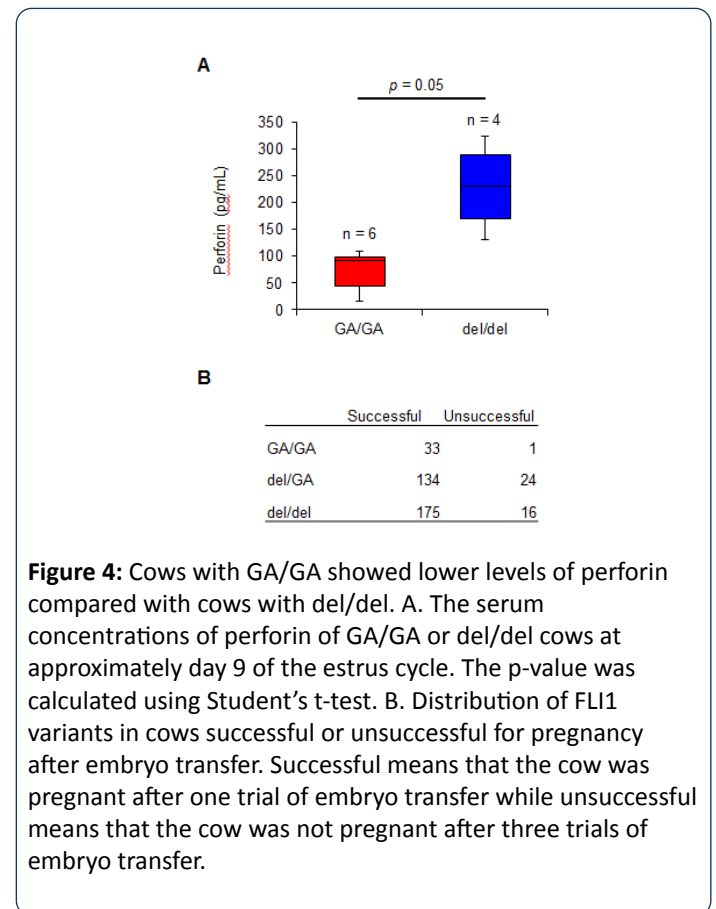 A
p = 0.05
n = 4
n = 6
Perforin (pg/mL)
350
300
250
200
150
100
50
0
GA/GA del/del
B
Successful Unsuccessful
GA/GA 33 1
del/GA 134 24
del/del 175 16
Figure 4: Cows with GA/GA showed lower levels of perforin
compared with cows with del/del. A. The serum
concentrations of perforin of GA/GA or del/del cows at
approximately day 9 of the estrus cycle. The p-value was
calculated using Student’s t-test. B. Distribution of FLI1
variants in cows successful or unsuccessful for pregnancy
after embryo transfer. Successful means that the cow was
pregnant after one trial of embryo transfer while unsuccessful
means that the cow was not pregnant after three trials of
embryo transfer.